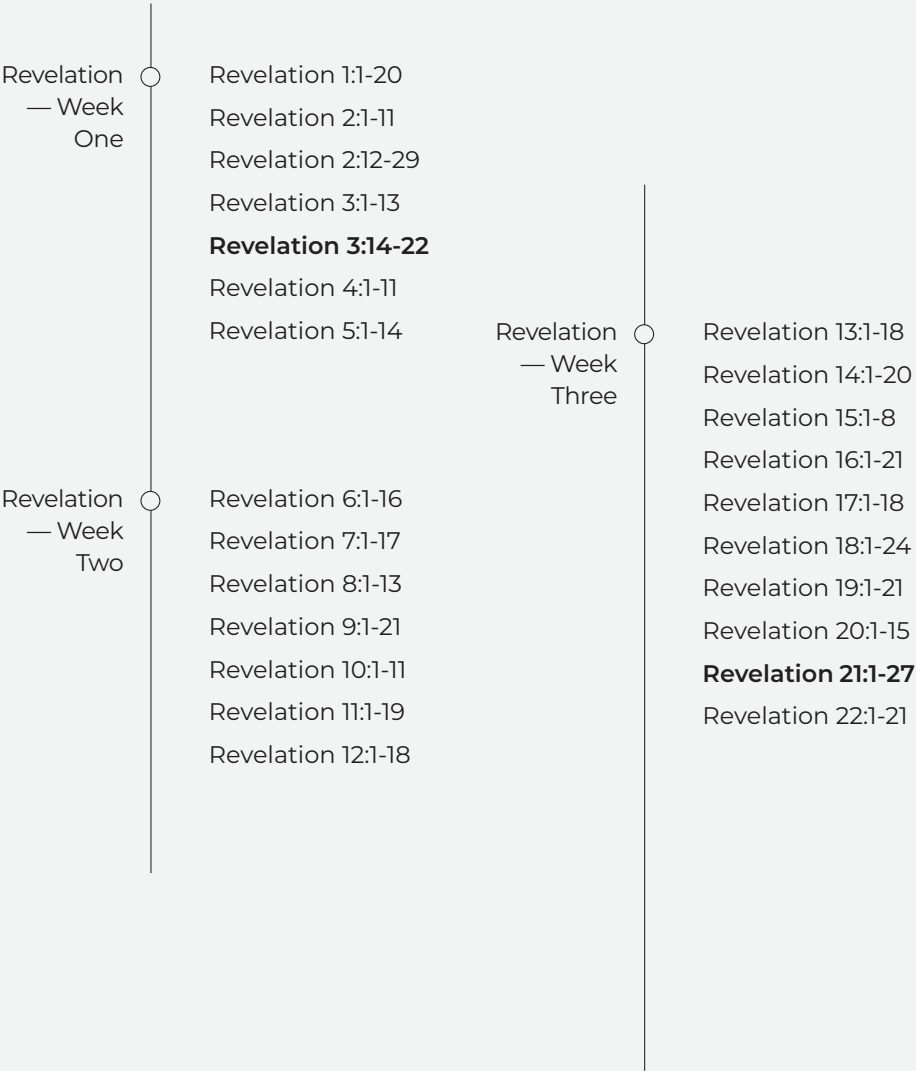 Revelation
— Week
One
Revelation 1:1-20
Revelation 2:1-11
Revelation 2:12-29
Revelation 3:1-13
Revelation 3:14-22
Revelation 4:1-11
Revelation 5:1-14
Revelation
— Week
Two
Revelation 6:1-16
Revelation 7:1-17
Revelation 8:1-13
Revelation 9:1-21
Revelation 10:1-11
Revelation 11:1-19
Revelation 12:1-18
Revelation
— Week
Three
Revelation 13:1-18
Revelation 14:1-20
Revelation 15:1-8
Revelation 16:1-21
Revelation 17:1-18
Revelation 18:1-24
Revelation 19:1-21
Revelation 20:1-15
Revelation 21:1-27
Revelation 22:1-21